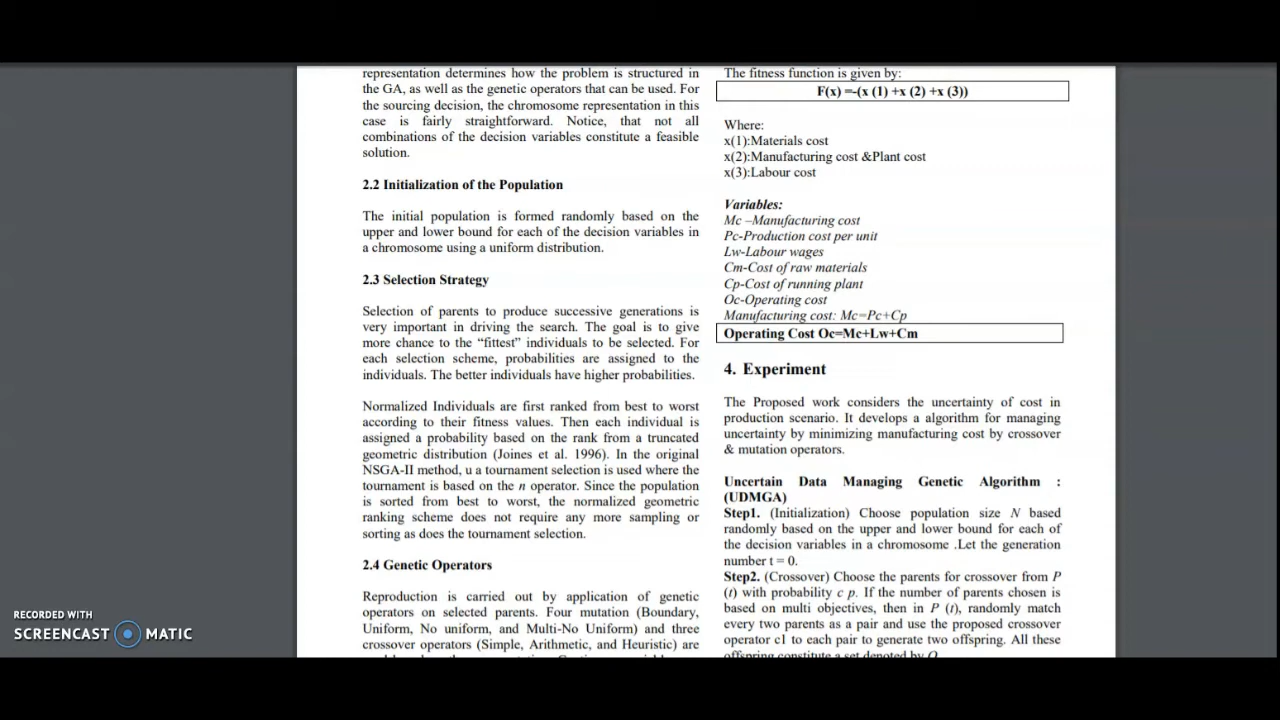 representation determines how the problem is structured in
the GA, as well as the genetic operators that can be used. For
the sourcing decision, the chromosome representation in this
case is fairly straightforward. Notice, that not all
combinations of the decision variables constitute a feasible
solution.
2.2 Initialization of the Population
The initial population is formed randomly based on the
upper and lower bound for each of the decision variables in
a chromosome using a uniform distribution.
2.3 Selection Strategy
Selection of parents to produce successive generations is
very important in driving the search. The goal is to give
more chance to the “fittest” individuals to be selected. For
each selection scheme, probabilities are assigned to the
individuals. The better individuals have higher probabilities.
Normalized Individuals are first ranked from best to worst
according to their fitness values. Then each individual is
assigned a probability based on the rank from a truncated
geometric distribution (Joines et al. 1996). In the original
NSGA-II method, u a tournament selection is used where the
tournament is based on the n operator. Since the population
is sorted from best to worst, the normalized geometric
ranking scheme does not require any more sampling or
sorting as does the tournament selection.
2.4 Genetic Operators
Reproduction is carried out by application of genetic
operators on selected parents. Four mutation (Boundary,
Uniform, No uniform, and Multi-No Uniform) and three
crossover operators (Simple, Arithmetic, and Heuristic) are
The fitness function is given by:
F(x) =-(x (1) +x (2) +x (3))
Where:
x(1):Materials cost
x(2):Manufacturing cost &Plant cost
x(3):Labour cost
Variables:
Mc –Manufacturing cost
Pc-Production cost per unit
Lw-Labour wages
Cm-Cost of raw materials
Cp-Cost of running plant
Oc-Operating cost
Manufacturing cost: Mc=Pc+Cp
Operating Cost Oc=Mc+Lw+Cm
4. Experiment
The Proposed work considers the uncertainty of cost in
production scenario. It develops a algorithm for managing
uncertainty by minimizing manufacturing cost by crossover
& mutation operators.
Uncertain Data Managing Genetic Algorithm :
(UDMGA)
Step1. (Initialization) Choose population size N based
randomly based on the upper and lower bound for each of
the decision variables in a chromosome .Let the generation
number t = 0.
Step2. (Crossover) Choose the parents for crossover from P
(t) with probability c p. If the number of parents chosen is
based on multi objectives, then in P (t), randomly match
every two parents as a pair and use the proposed crossover
operator c1 to each pair to generate two offspring. All these
offspring constitute a set denoted by O
RECORDED WITH
SCREENCAST MATIC